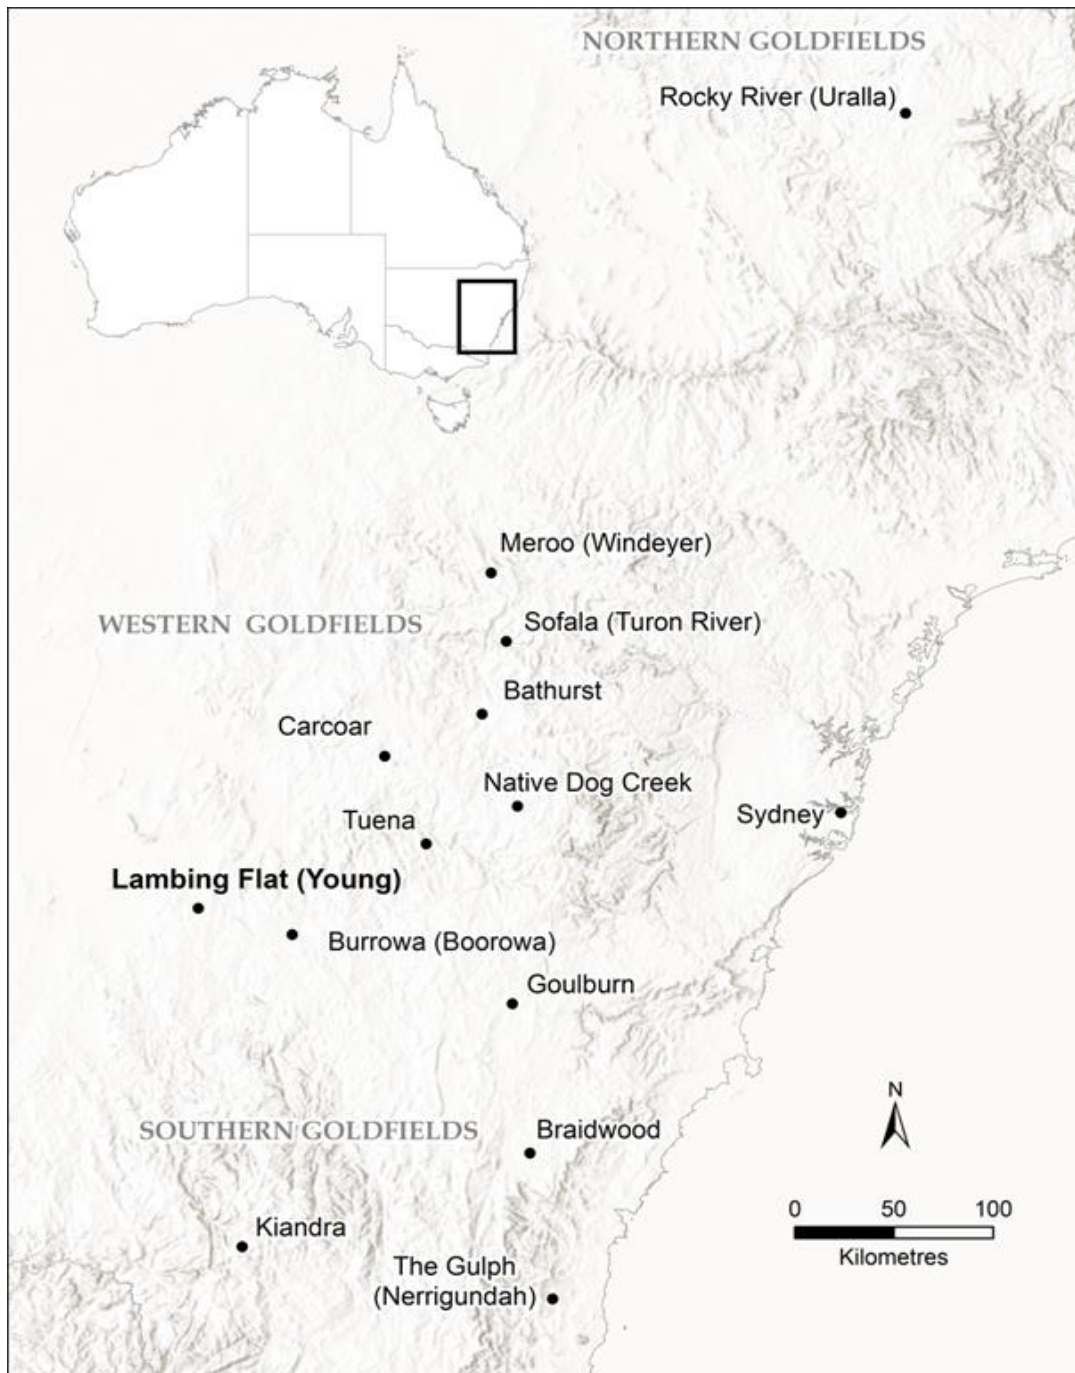 NORTHERN GOLDFIELDS
Rocky River (Uralla)
Meroo (Windeyer)
WESTERN GOLDFIELDS
Sofala (Turon River)
Bathurst
Carcoar
Native Dog Creek
Tuena
Sydney
Lambing Flat (Young)
Burrowa (Boorowa)
Goulburn
N
SOUTHERN GOLDFIELDS
Braidwood
0 50 100
Kilometres
Kiandra
The Gulph
(Nerrigundah)